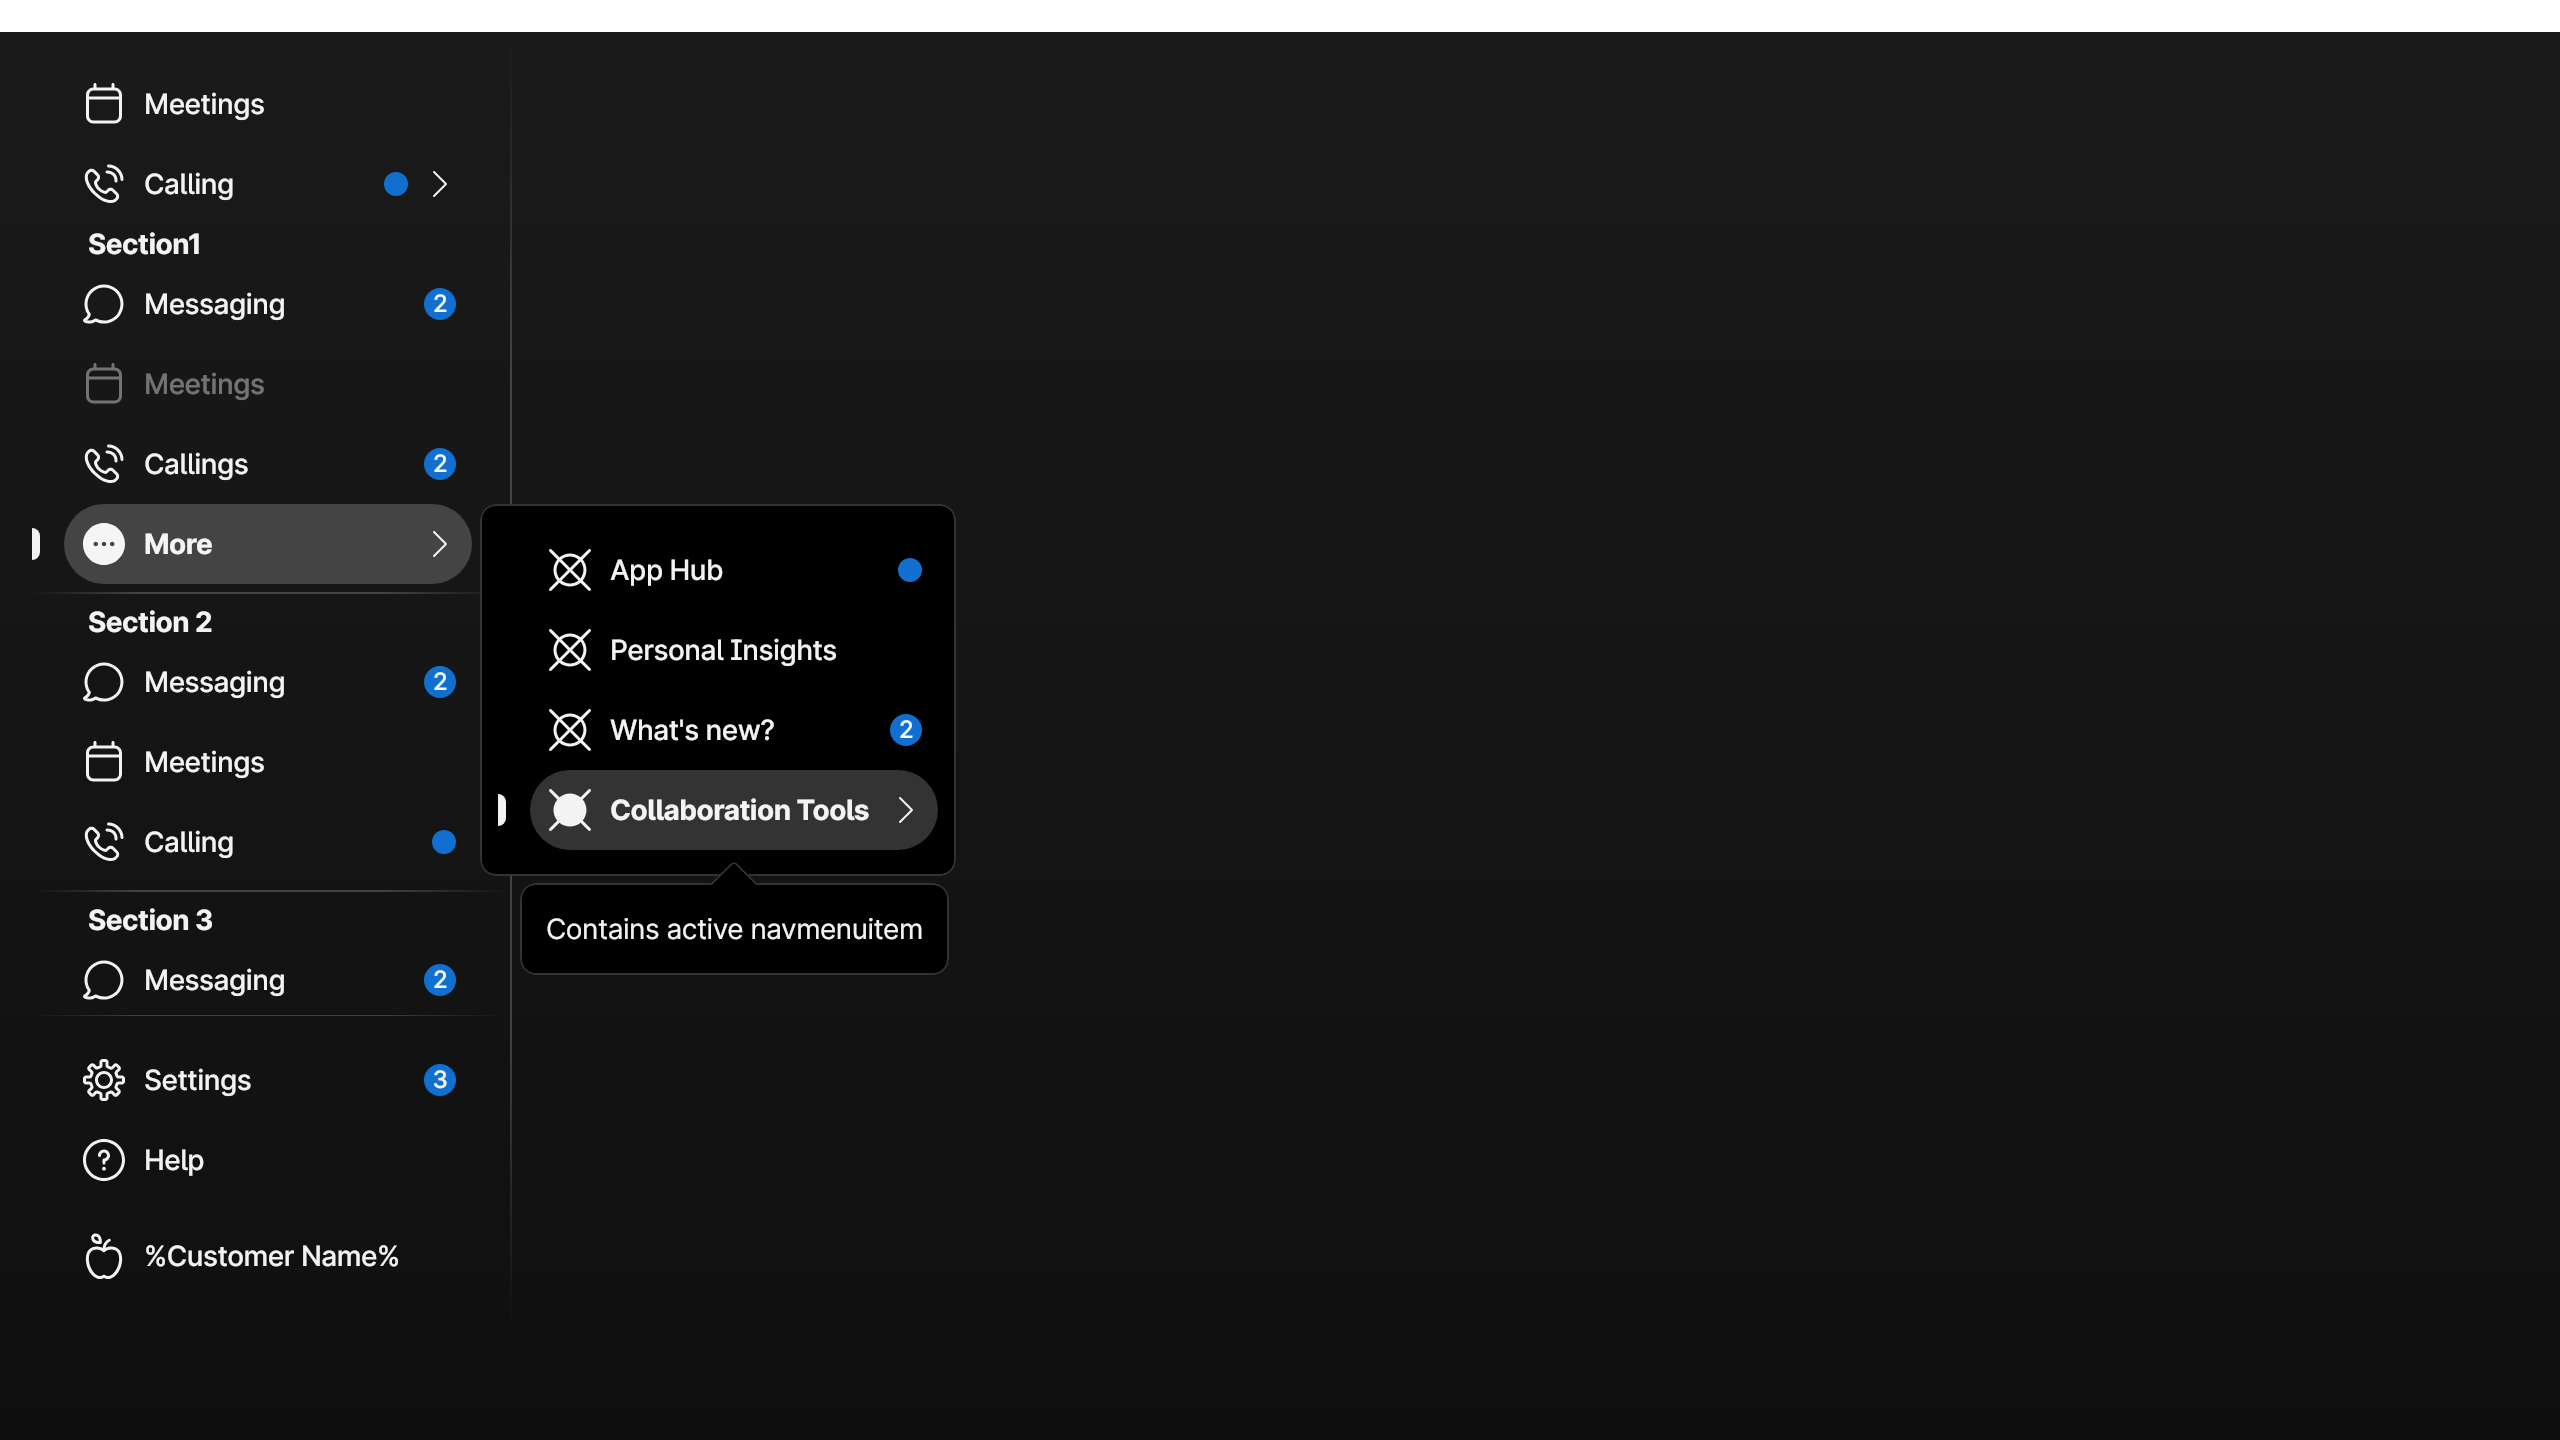 Meetings
Calling
Section1
Messaging 2
Meetings
Callings 2
More
Section 2
Messaging 2
Meetings
Calling
Section 3
Messaging 2
Settings 3
Help
%Customer Name%
App Hub
Personal Insights
What's new? 2
Collaboration Tools
Contains active navmenuitem